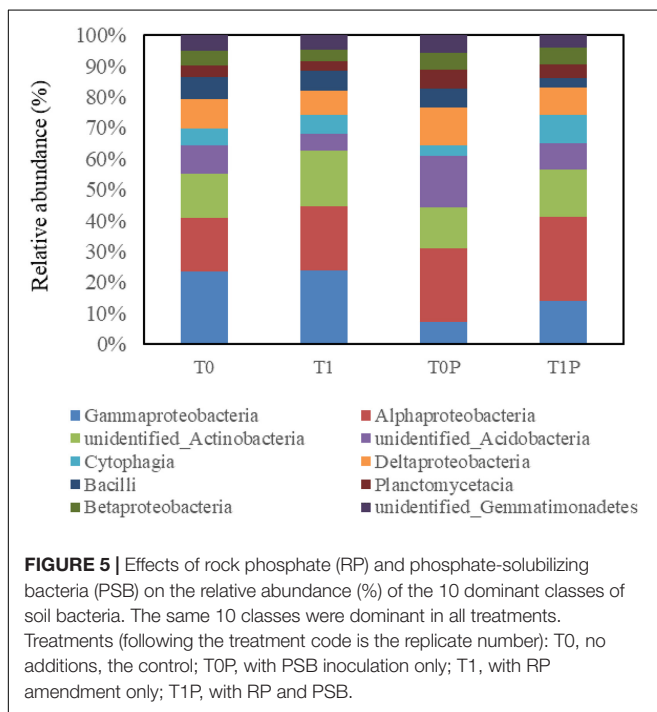 100%
90%
80%
70%
60%
50%
40%
30%
20%
10%
0%
Relative abundance (%)
T0 T1 T0P T1P
Gammaproteobacteria Alphaproteobacteria
unidentified_Actinobacteria unidentified_Acidobacteria
Cytophagia Deltaproteobacteria
Bacilli Planctomycetacia
Betaproteobacteria unidentified_Gemmatimonadetes
FIGURE 5 | Effects of rock phosphate (RP) and phosphate-solubilizing
bacteria (PSB) on the relative abundance (%) of the 10 dominant classes of
soil bacteria. The same 10 classes were dominant in all treatments.
Treatments (following the treatment code is the replicate number): T0, no
additions, the control; T0P, with PSB inoculation only; T1, with RP
amendment only; T1P, with RP and PSB.